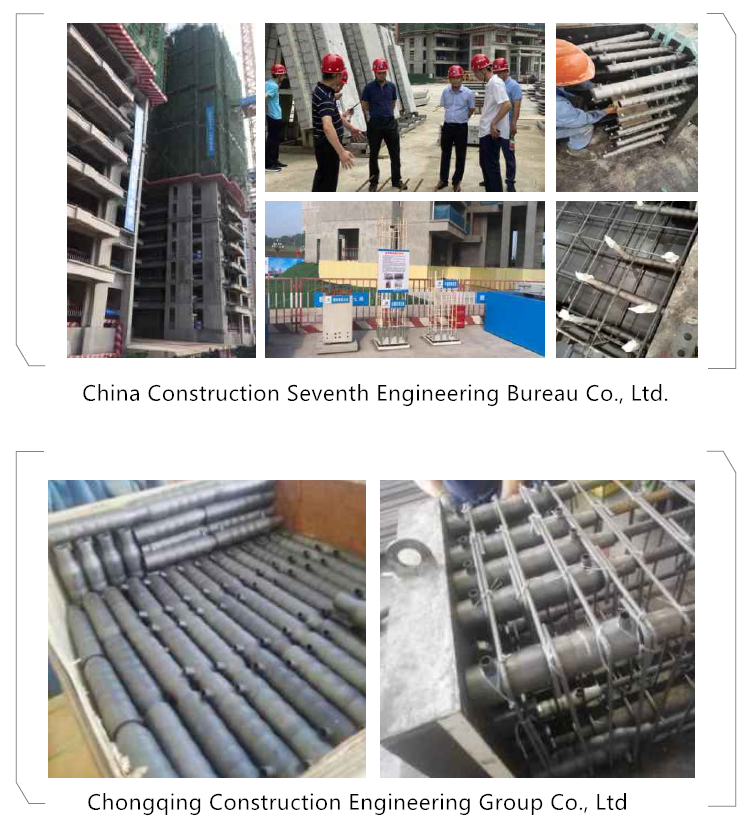 China Construction Seventh Engineering Bureau Co., Ltd.
Chongqing Construction Engineering Group Co., Ltd